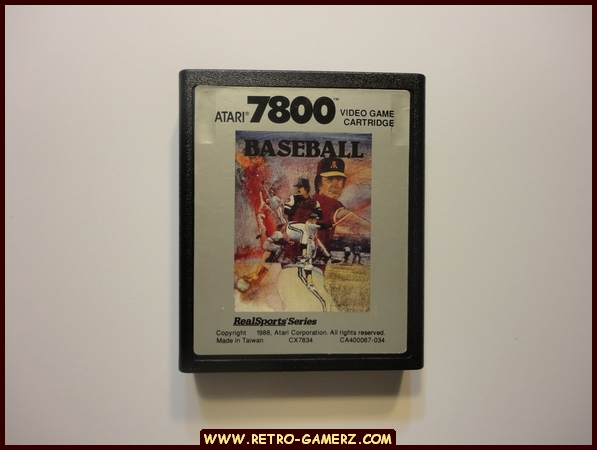 ATARI® 7800™ VIDEO GAME
CARTRIDGE
BASEBALL
RealSports Series
Copyright 1988, Atari Corporation. All rights reserved.
Made in Taiwan CX7834 CA400067-034
WWW.RETRO-GAMERZ.COM